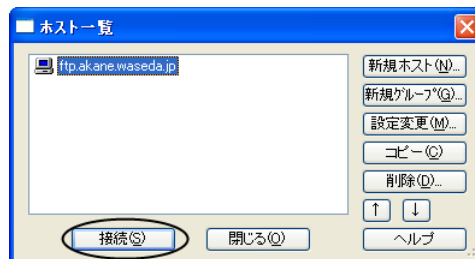 ホスト一覧
ftp.akane.waseda.jp
新規ホスト(N)...
新規グループ(G)...
設定変更(M)...
コピー(C)
削除(D)...
↑ ↓
接続(S) 閉じる(O) ヘルプ